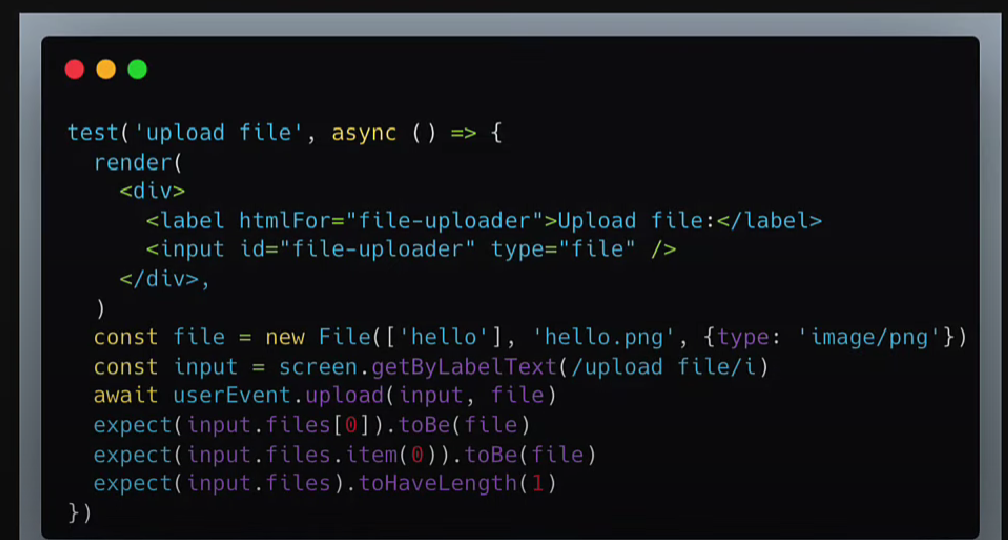 test('upload file', async () => {
render(
<div>
<label htmlFor="file-uploader">Upload file:</label>
<input id="file-uploader" type="file" />
</div>,
)
const file = new File(['hello'], 'hello.png', {type: 'image/png'})
const input = screen.getByLabelText(/upload file/i)
await userEvent.upload(input, file)
expect(input.files[0]).toBe(file)
expect(input.files.item(0)).toBe(file)
expect(input.files).toHaveLength(1)
})